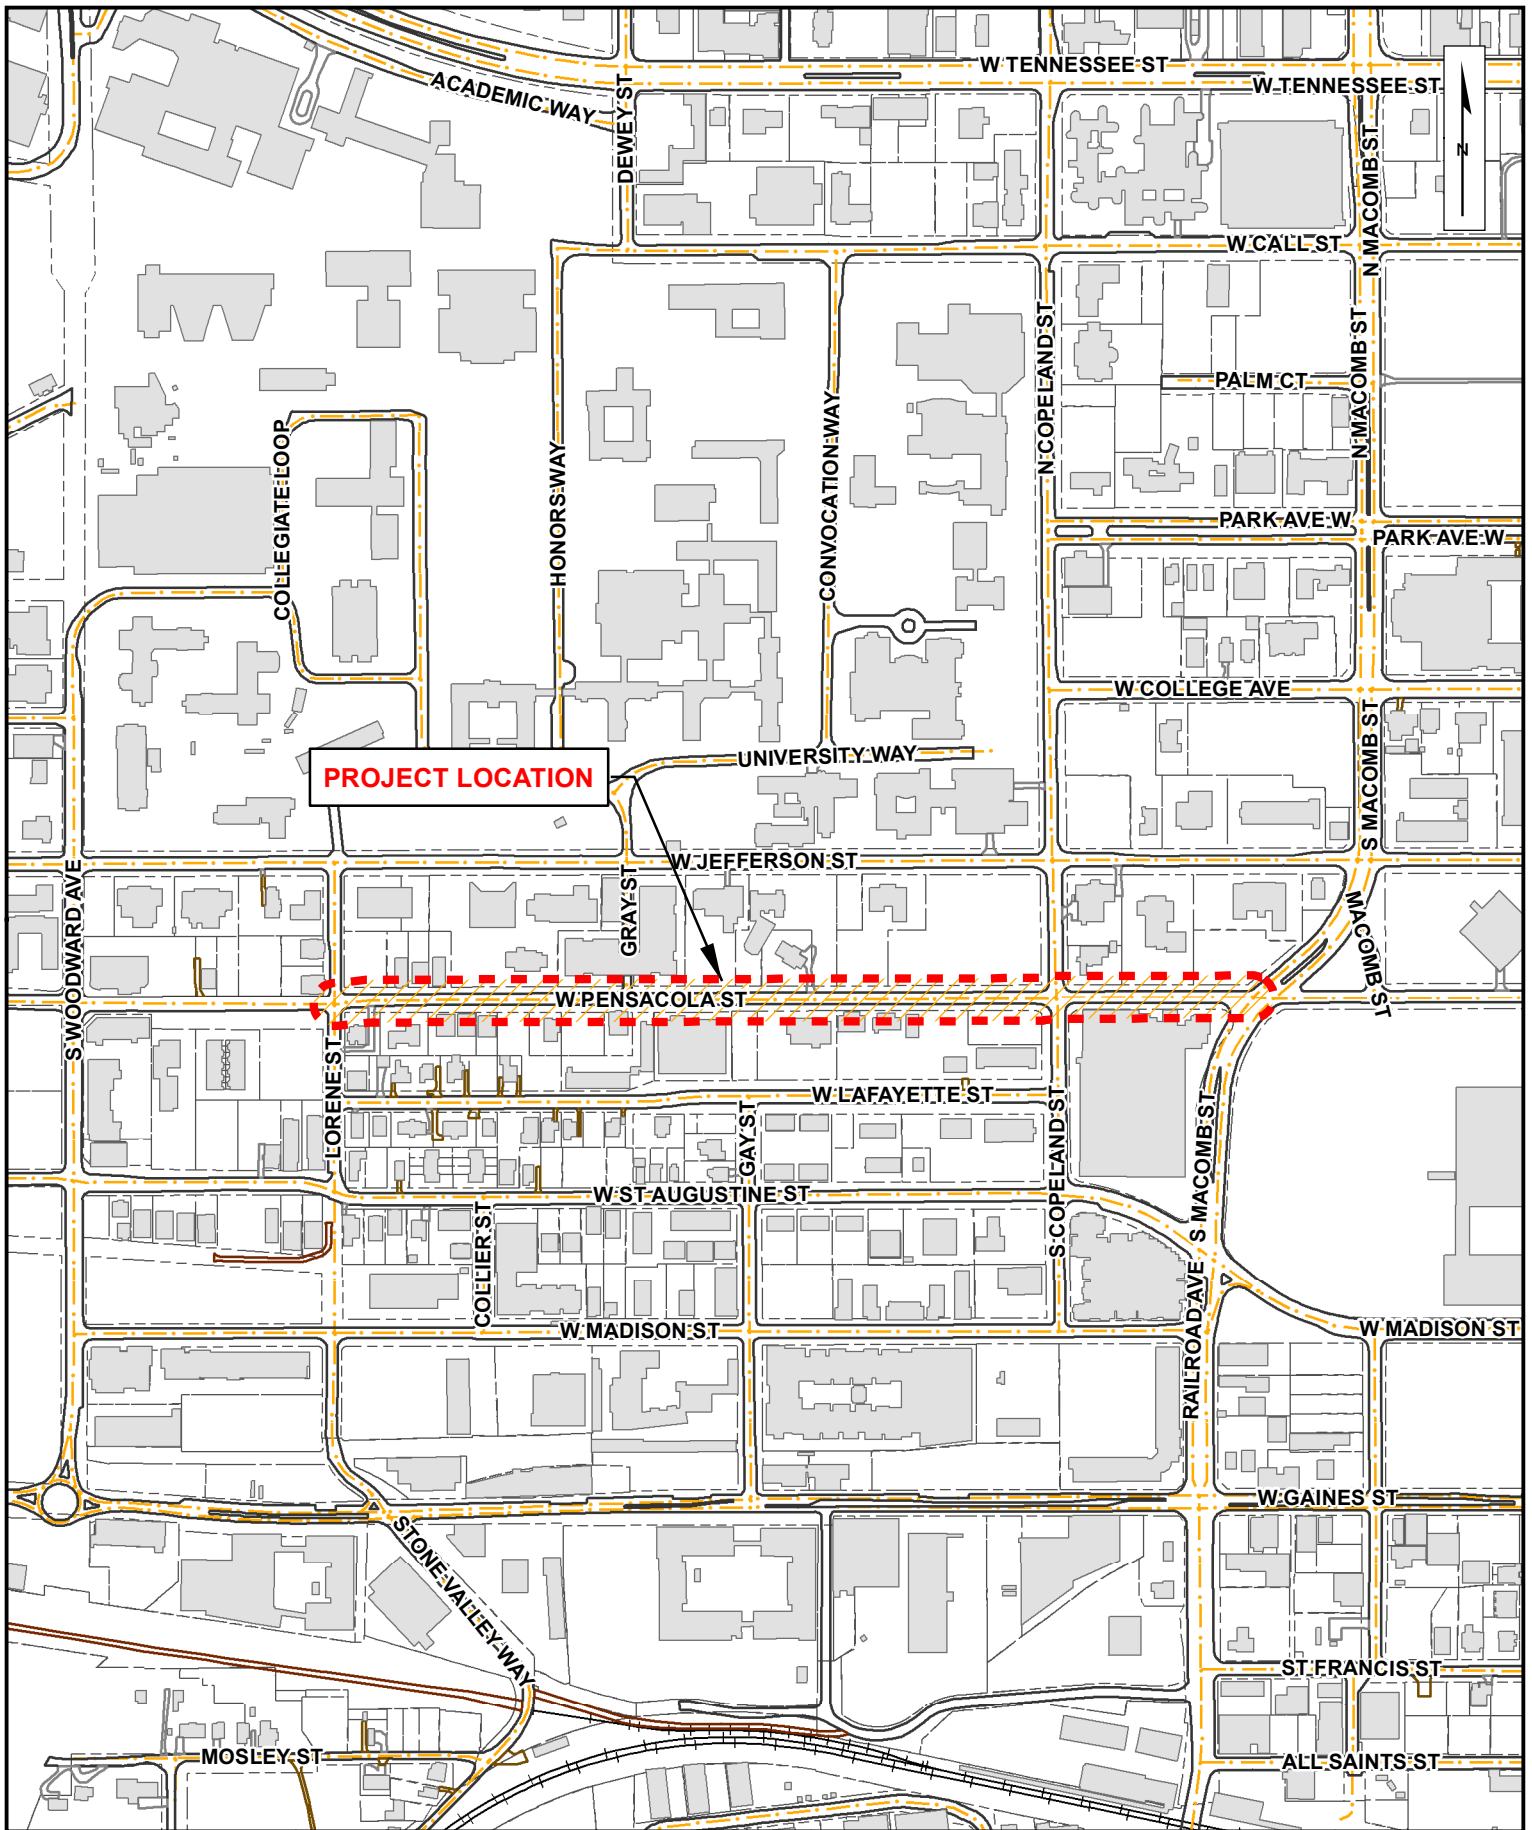 W TENNESSEE ST
W TENNESSEE ST
ACADEMIC WAY
DEWEY ST
N MACOMB ST
N
W CALL ST
N COPELAND ST
N MACOMB ST
PALM CT
CONVOCATION WAY
COLLEGIATE LOOP
HONORS WAY
PARK AVE W
PARK AVE W
W COLLEGE AVE
S MACOMB ST
UNIVERSITY WAY
PROJECT LOCATION
W JEFFERSON ST
S WOODWARD AVE
GRAY ST
MACOMB ST
W PENSACOLA ST
LORENE ST
W LAFAYETTE ST
GAY ST
S COPELAND ST
S MACOMB ST
W ST AUGUSTINE ST
COLLIER ST
RAILROAD AVE
W MADISON ST
W MADISON ST
W GAINES ST
STONE VALLEY WAY
ST FRANCIS ST
MOSLEY ST
ALL SAINTS ST